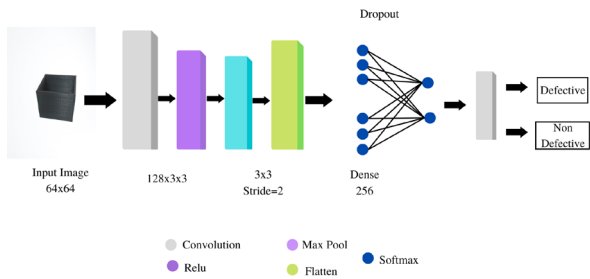 Dropout
Defective
Non
Defective
Input Image
64x64
128x3x3
3x3
Stride=2
Dense
256
Convolution
Max Pool
Softmax
Relu
Flatten